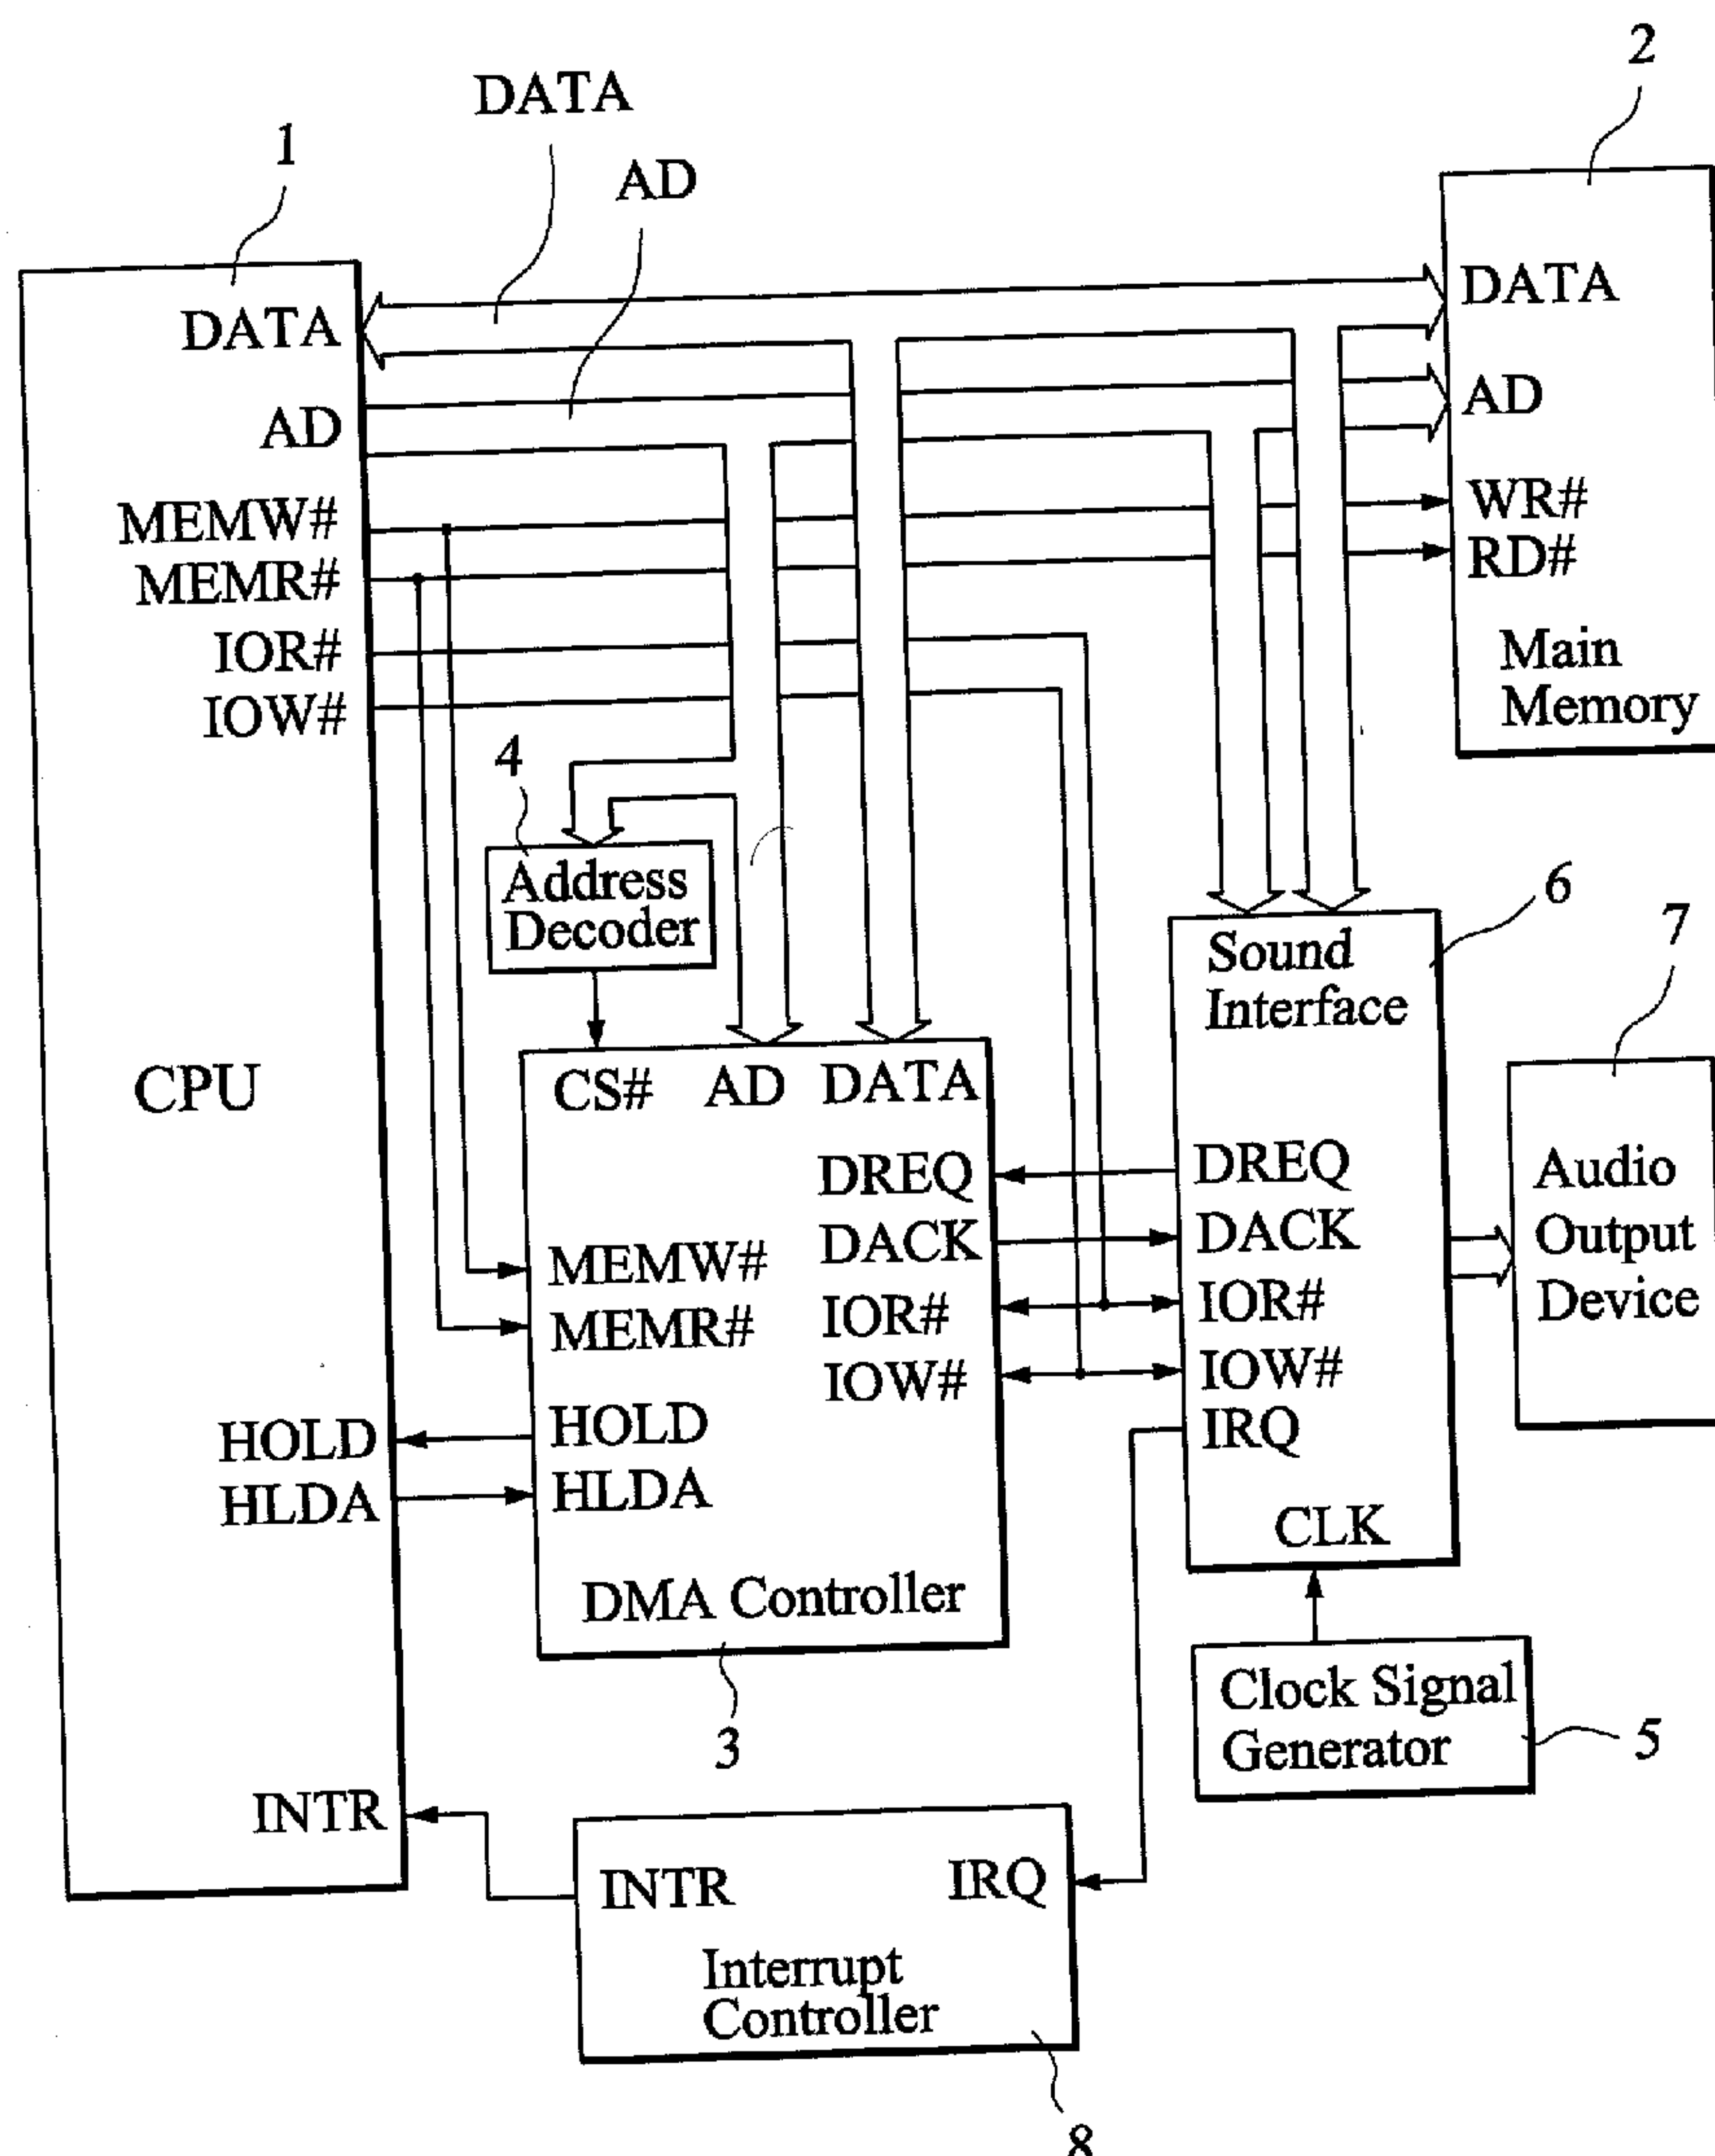 2
DATA
1
AD
DATA
AD
MEMW#
MEMR#
IOR#
IOW#
CPU
HOLD
HLDA
INTR
DATA
AD
WR#
RD#
Main
Memory
4
Address
Decoder
CS# AD DATA
DREQ
DACK
MEMW#
IOR#
MEMR#
IOW#
HOLD
HLDA
DMA Controller
3
6
Sound
Interface
DREQ
DACK
IOR#
IOW#
IRQ
CLK
7
Audio
Output
Device
Clock Signal
Generator
5
INTR IRQ
Interrupt
Controller
8